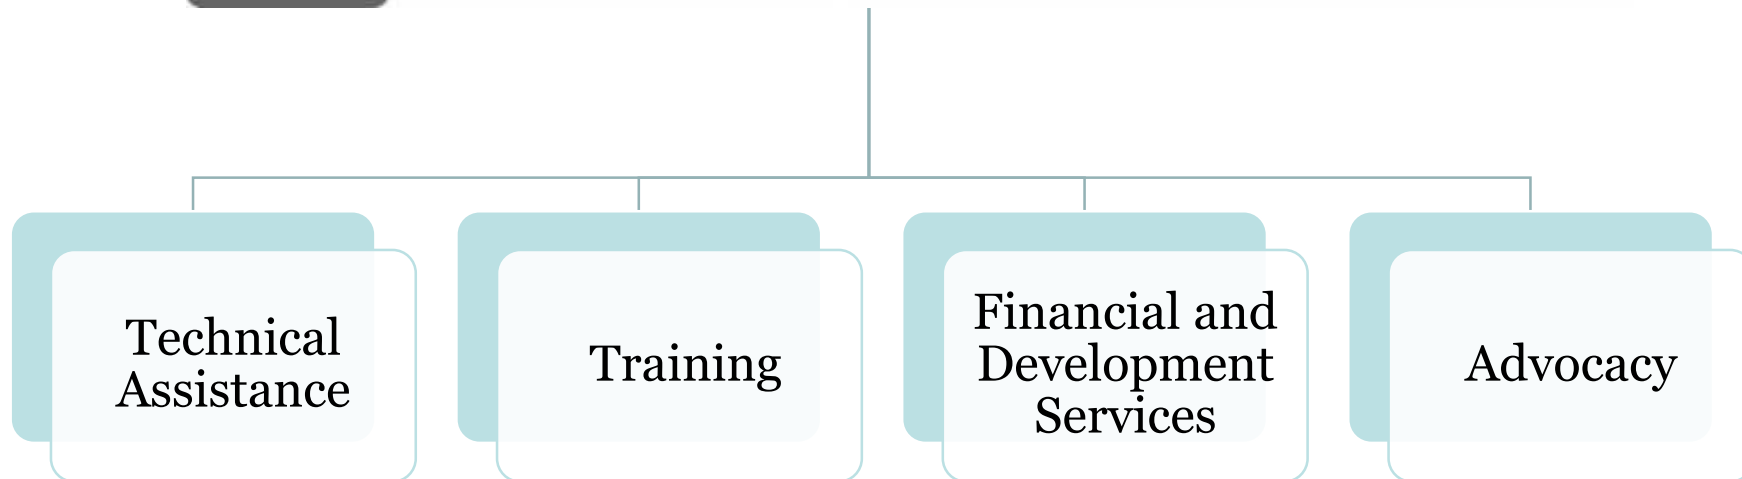 Technical
Assistance
Training
Financial and
Development
Services
Advocacy